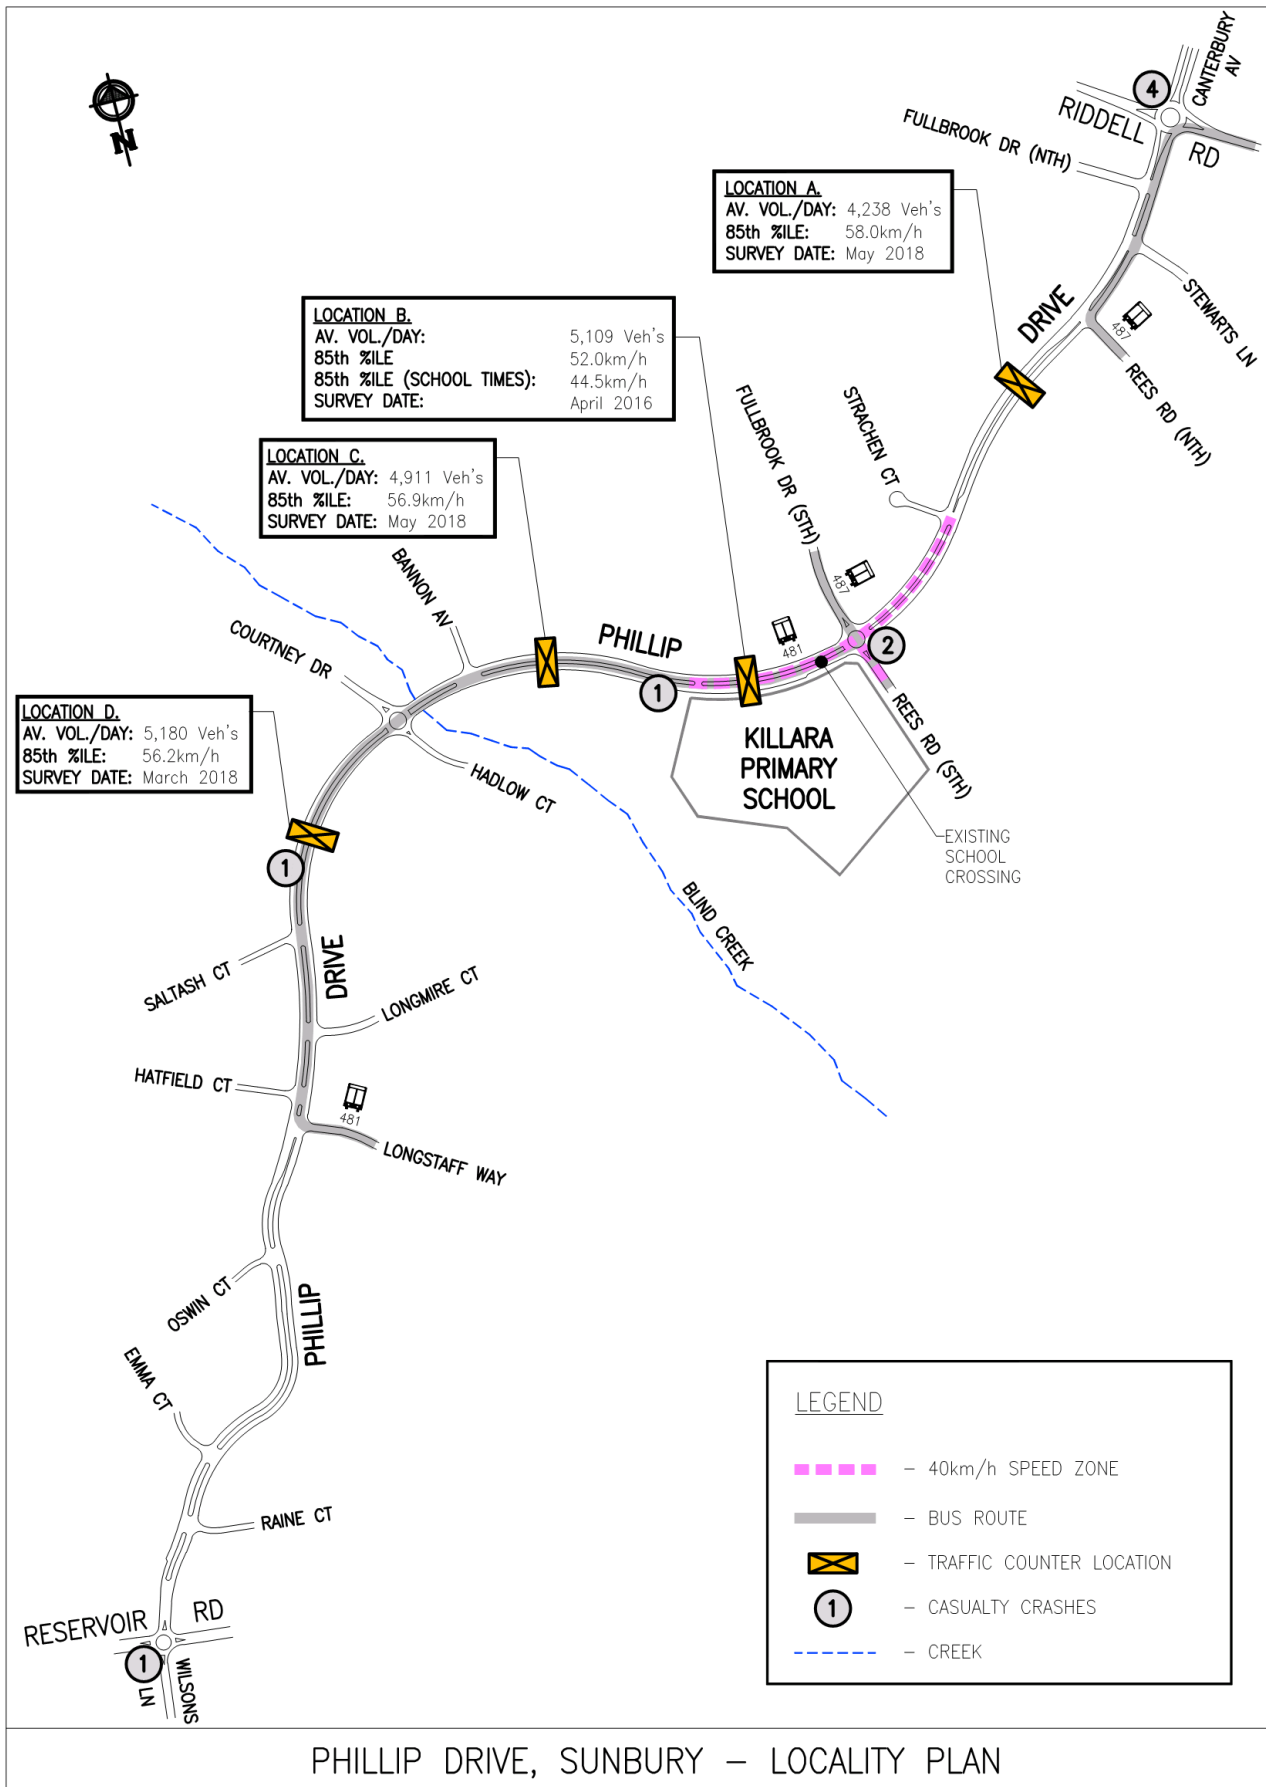 N
CANTERBURY
AV
4
RIDDELL
RD
FULLBROOK DR (NTH)
LOCATION A.
AV. VOL./DAY: 4,238 Veh's
85th %ILE: 58.0km/h
SURVEY DATE: May 2018
STEWARTS LN
DRIVE
487
REES RD (NTH)
LOCATION B.
AV. VOL./DAY: 5,109 Veh's
85th %ILE 52.0km/h
85th %ILE (SCHOOL TIMES): 44.5km/h
SURVEY DATE: April 2016
FULLBROOK DR (STH)
STRACHEN CT
LOCATION C.
AV. VOL./DAY: 4,911 Veh's
85th %ILE: 56.9km/h
SURVEY DATE: May 2018
BANNON AV
487
481
PHILLIP
2
1
COURTNEY DR
REES RD (STH)
LOCATION D.
AV. VOL./DAY: 5,180 Veh's
85th %ILE: 56.2km/h
SURVEY DATE: March 2018
KILLARA
PRIMARY
SCHOOL
HADLOW CT
EXISTING
SCHOOL
CROSSING
1
BLIND CREEK
DRIVE
SALTASH CT
LONGMIRE CT
HATFIELD CT
481
LONGSTAFF WAY
OSWIN CT
PHILLIP
EMMA CT
RAINE CT
RESERVOIR RD
1
WILSONS
LN
LEGEND
– 40km/h SPEED ZONE
– BUS ROUTE
– TRAFFIC COUNTER LOCATION
1 – CASUALTY CRASHES
– CREEK
PHILLIP DRIVE, SUNBURY – LOCALITY PLAN